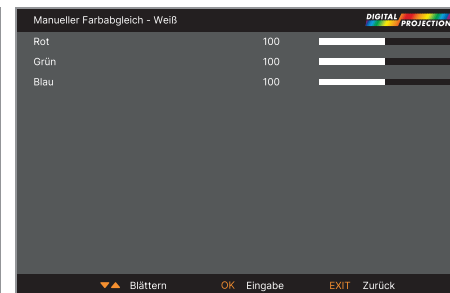 Manueller Farbabgleich - Weiß DIGITAL PROJECTION
Rot 100
Grün 100
Blau 100
Blättern OK Eingabe EXIT Zurück